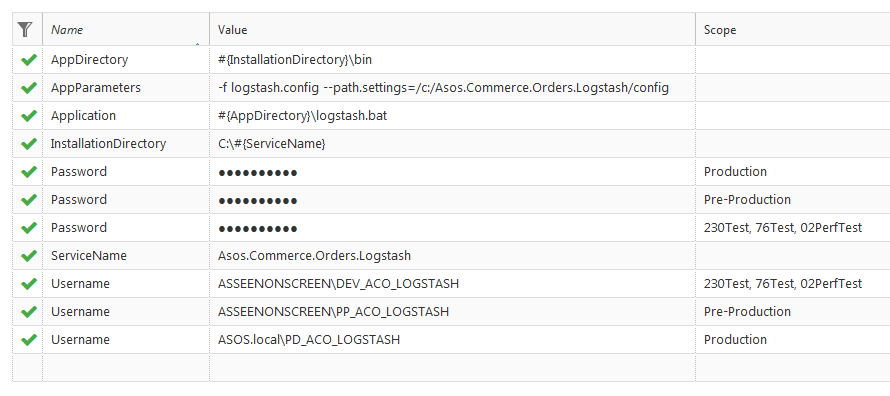 Name Value Scope
AppDirectory #{InstallationDirectory}\bin
AppParameters -f logstash.config --path.settings=/c:/Asos.Commerce.Orders.Logstash/config
Application #{AppDirectory}\logstash.bat
InstallationDirectory C:\#{ServiceName}
Password ●●●●●●●●●● Production
Password ●●●●●●●●●● Pre-Production
Password ●●●●●●●●●● 230Test, 76Test, 02PerfTest
ServiceName Asos.Commerce.Orders.Logstash
Username ASSEENONSCREEN\DEV_ACO_LOGSTASH 230Test, 76Test, 02PerfTest
Username ASSEENONSCREEN\PP_ACO_LOGSTASH Pre-Production
Username ASOS.local\PD_ACO_LOGSTASH Production